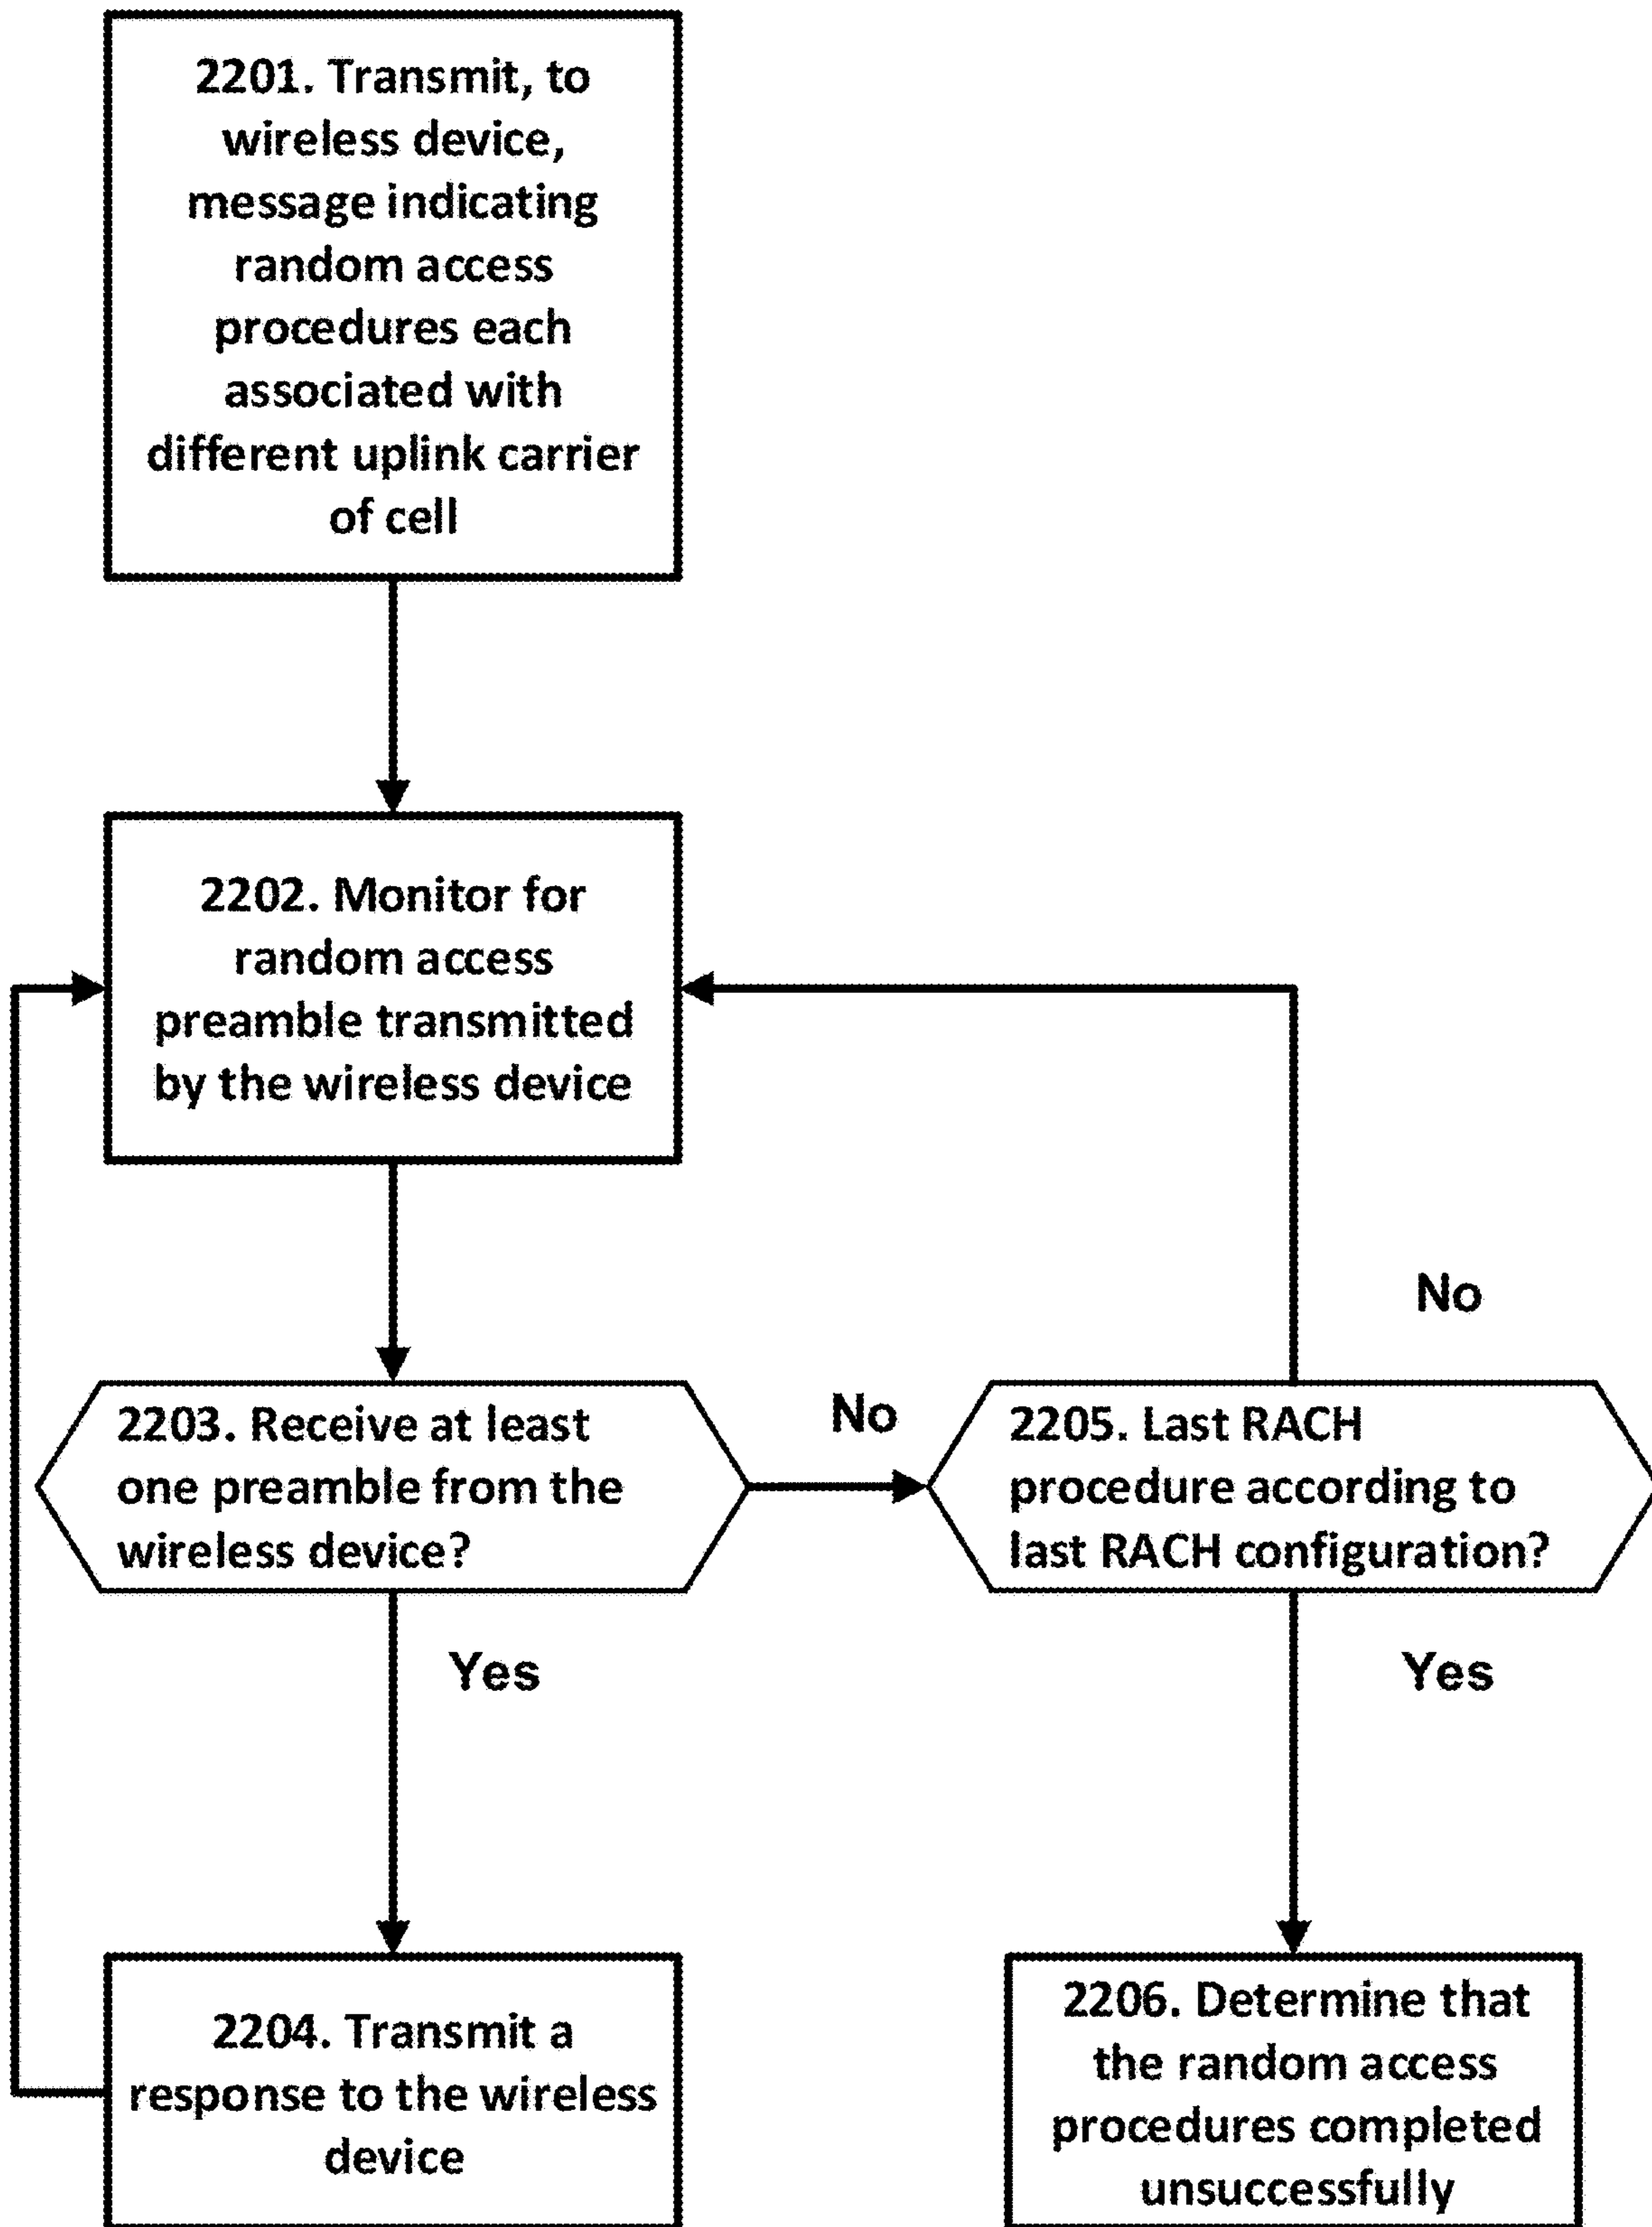 2201. Transmit, to
wireless device,
message indicating
random access
procedures each
associated with
different uplink carrier
of cell
2202. Monitor for
random access
preamble transmitted
by the wireless device
No
2203. Receive at least
one preamble from the
wireless device?
No
2205. Last RACH
procedure according to
last RACH configuration?
Yes
Yes
2204. Transmit a
response to the wireless
device
2206. Determine that
the random access
procedures completed
unsuccessfully